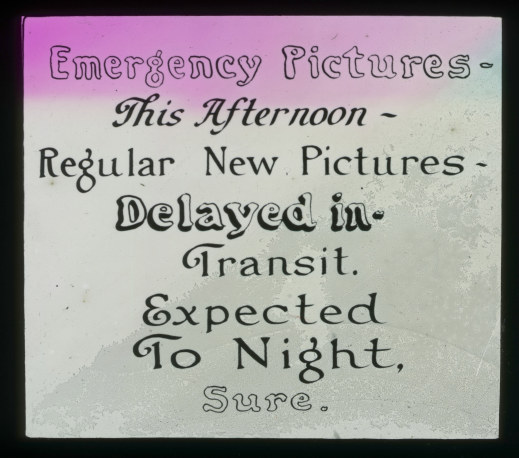 Emergency Pictures -
This Afternoon -
Regular New Pictures -
Delayed in -
Transit.
Expected
To Night,
Sure.